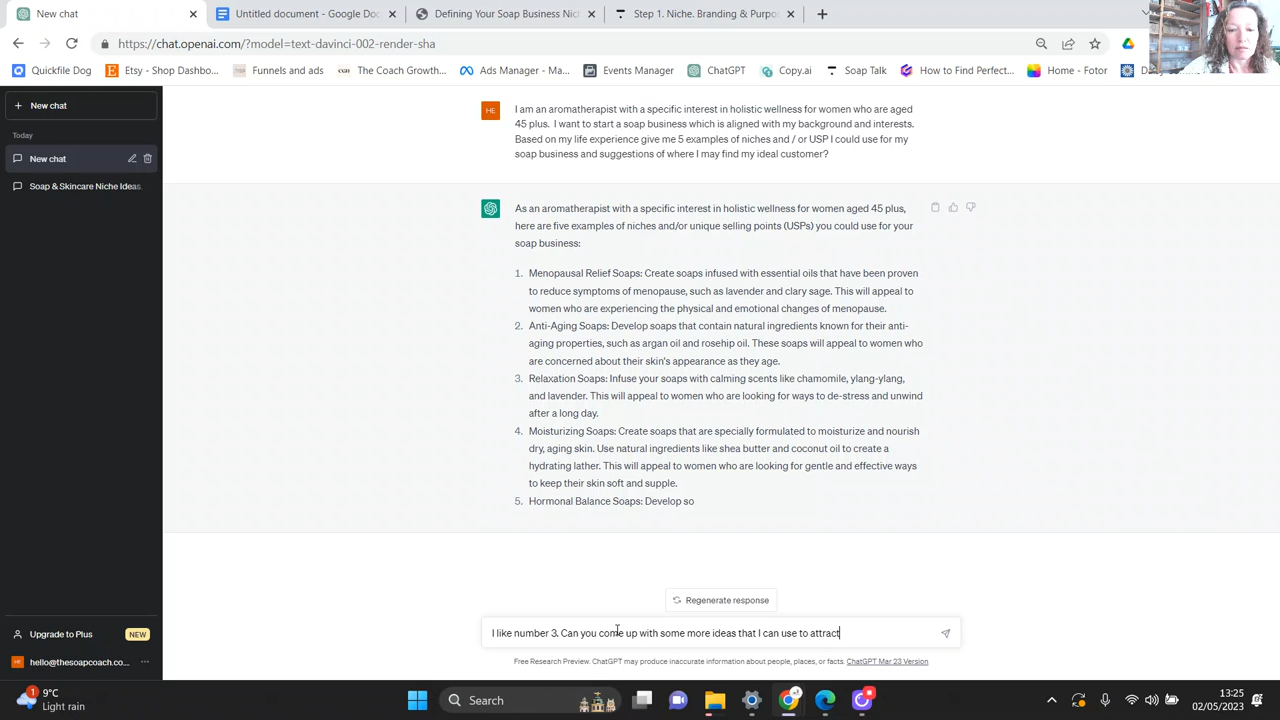 ChatGPT
Untitled document - Google Doc
Defining Your Soap Business Nich
Step 1. Niche. Branding & Purpo
https://chat.openai.com/?model=text-davinci-002-render-sha
Quickfile Dog
Etsy - Shop Dashbo...
Funnels and ads
The Coach Growth...
Ads Manager - Ma...
Events Manager
ChatGPT
Copy.ai
Soap Talk
How to Find Perfect...
Home - Fotor
New chat
Today
New chat
Soap & Skincare Niche Ideas.
HE
I am an aromatherapist with a specific interest in holistic wellness for women who are aged
45 plus. I want to start a soap business which is aligned with my background and interests.
Based on my life experience give me 5 examples of niches and / or USP I could use for my
soap business and suggestions of where I may find my ideal customer?
As an aromatherapist with a specific interest in holistic wellness for women aged 45 plus,
here are five examples of niches and/or unique selling points (USPs) you could use for your
soap business:
1. Menopausal Relief Soaps: Create soaps infused with essential oils that have been proven
to reduce symptoms of menopause, such as lavender and clary sage. This will appeal to
women who are experiencing the physical and emotional changes of menopause.
2. Anti-Aging Soaps: Develop soaps that contain natural ingredients known for their anti-
aging properties, such as argan oil and rosehip oil. These soaps will appeal to women who
are concerned about their skin's appearance as they age.
3. Relaxation Soaps: Infuse your soaps with calming scents like chamomile, ylang-ylang,
and lavender. This will appeal to women who are looking for ways to de-stress and unwind
after a long day.
4. Moisturizing Soaps: Create soaps that are specially formulated to moisturize and nourish
dry, aging skin. Use natural ingredients like shea butter and coconut oil to create a
hydrating lather. This will appeal to women who are looking for gentle and effective ways
to keep their skin soft and supple.
5. Hormonal Balance Soaps: Develop so
Regenerate response
I like number 3. Can you come up with some more ideas that I can use to attract
Free Research Preview. ChatGPT may produce inaccurate information about people, places, or facts. ChatGPT Mar 23 Version
Upgrade to Plus
NEW
HE
hello@thesoapcoach.co...
1
9°C
Light rain
Search
13:25
02/05/2023